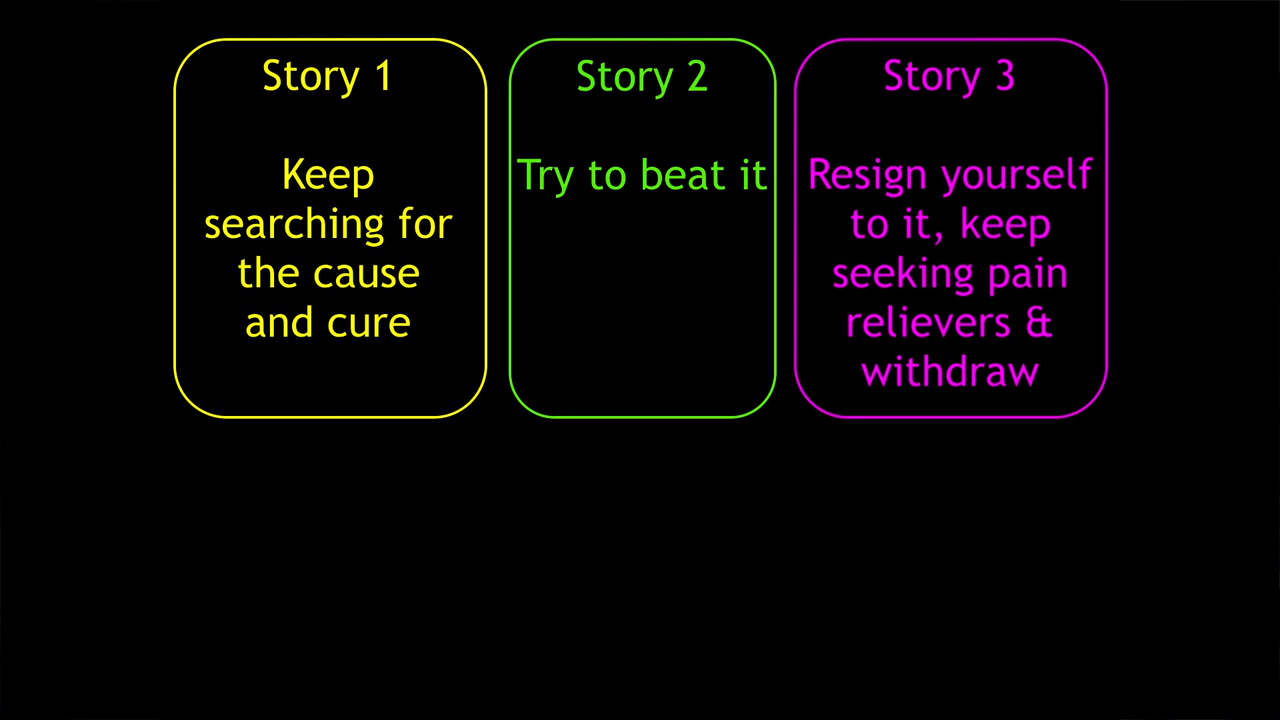 Story 1
Keep
searching for
the cause
and cure
Story 2
Try to beat it
Story 3
Resign yourself
to it, keep
seeking pain
relievers &
withdraw